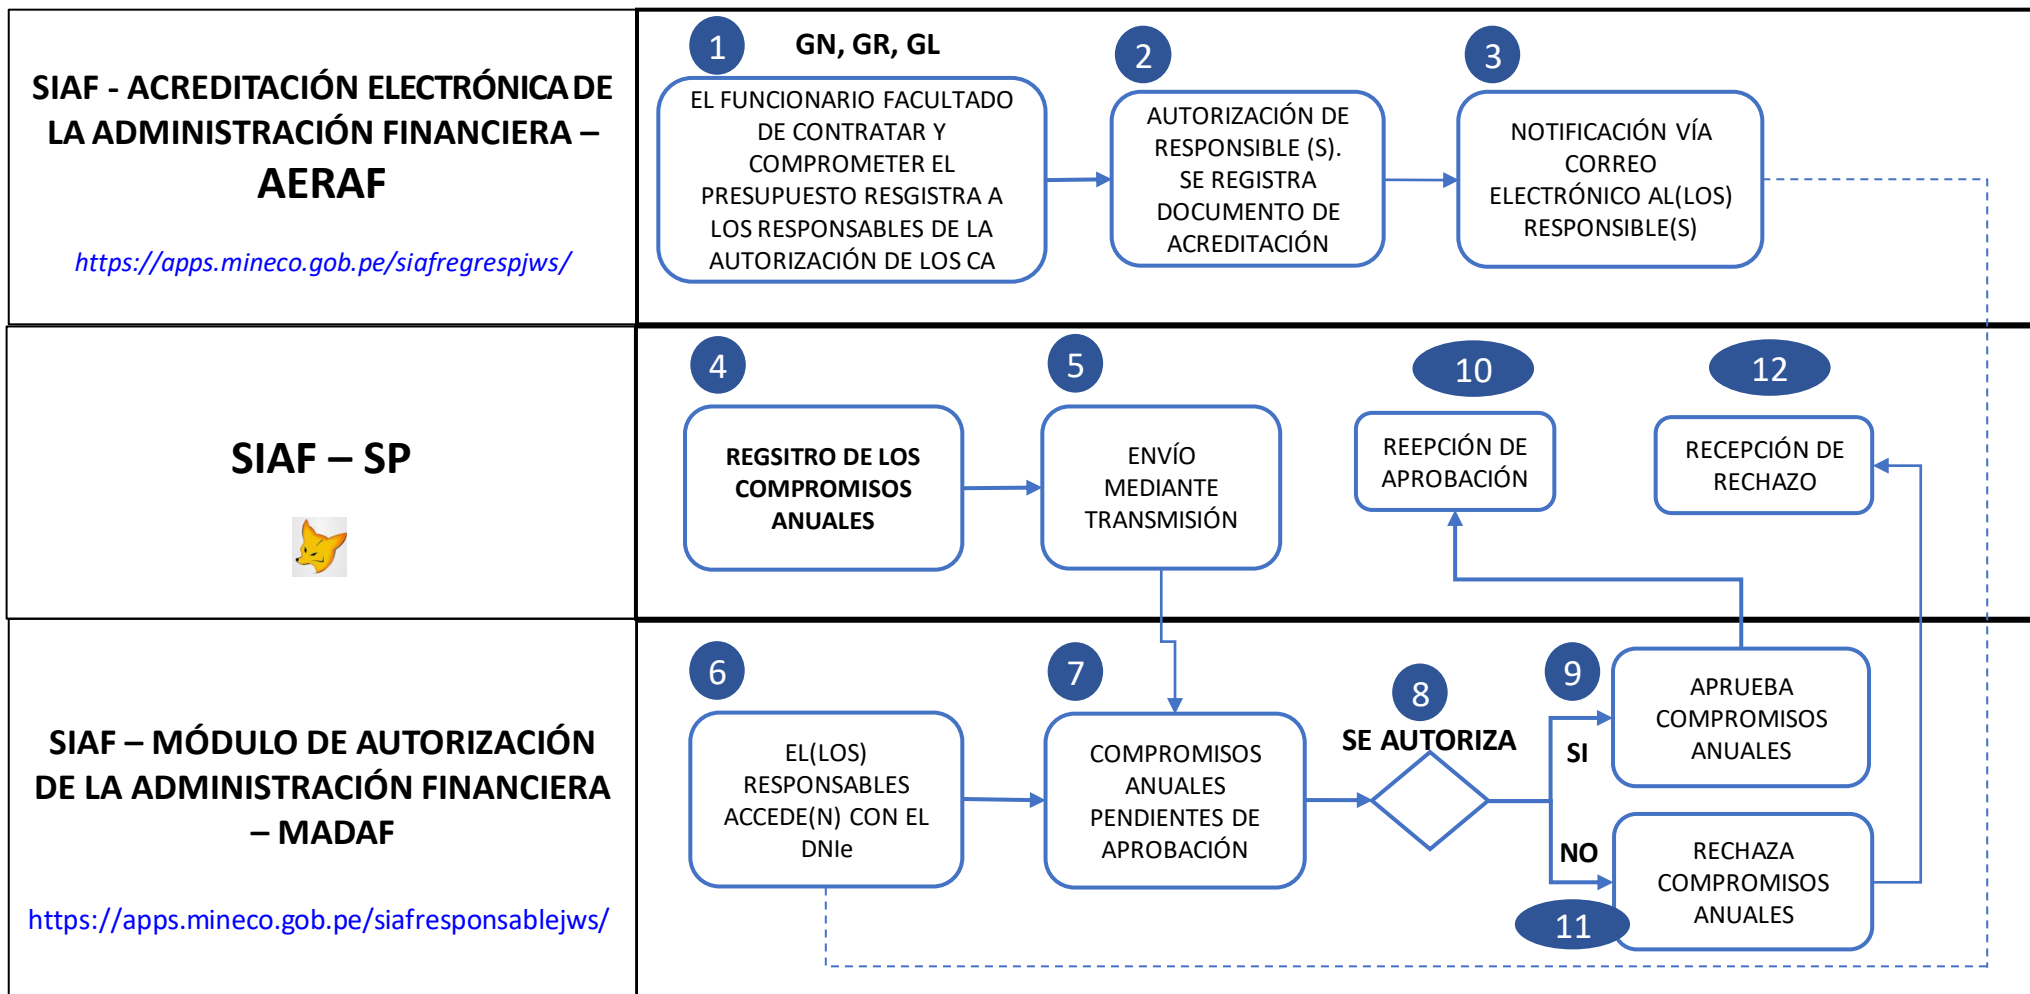 SIAF - ACREDITACIÓN ELECTRÓNICA DE
LA ADMINISTRACIÓN FINANCIERA –
AERAF
https://apps.mineco.gob.pe/siafregrespjws/
1
GN, GR, GL
EL FUNCIONARIO FACULTADO
DE CONTRATAR Y
COMPROMETER EL
PRESUPUESTO RESGISTRA A
LOS RESPONSABLES DE LA
AUTORIZACIÓN DE LOS CA
2
AUTORIZACIÓN DE
RESPONSIBLE (S).
SE REGISTRA
DOCUMENTO DE
ACREDITACIÓN
3
NOTIFICACIÓN VÍA
CORREO
ELECTRÓNICO AL(LOS)
RESPONSIBLE(S)
SIAF – SP
4
REGSITRO DE LOS
COMPROMISOS
ANUALES
5
ENVÍO
MEDIANTE
TRANSMISIÓN
10
REEPCIÓN DE
APROBACIÓN
12
RECEPCIÓN DE
RECHAZO
SIAF – MÓDULO DE AUTORIZACIÓN
DE LA ADMINISTRACIÓN FINANCIERA
– MADAF
https://apps.mineco.gob.pe/siafresponsablejws/
6
EL(LOS)
RESPONSABLES
ACCEDE(N) CON EL
DNIe
7
COMPROMISOS
ANUALES
PENDIENTES DE
APROBACIÓN
8
SE AUTORIZA
9
SI
APRUEBA
COMPROMISOS
ANUALES
NO
11
RECHAZA
COMPROMISOS
ANUALES